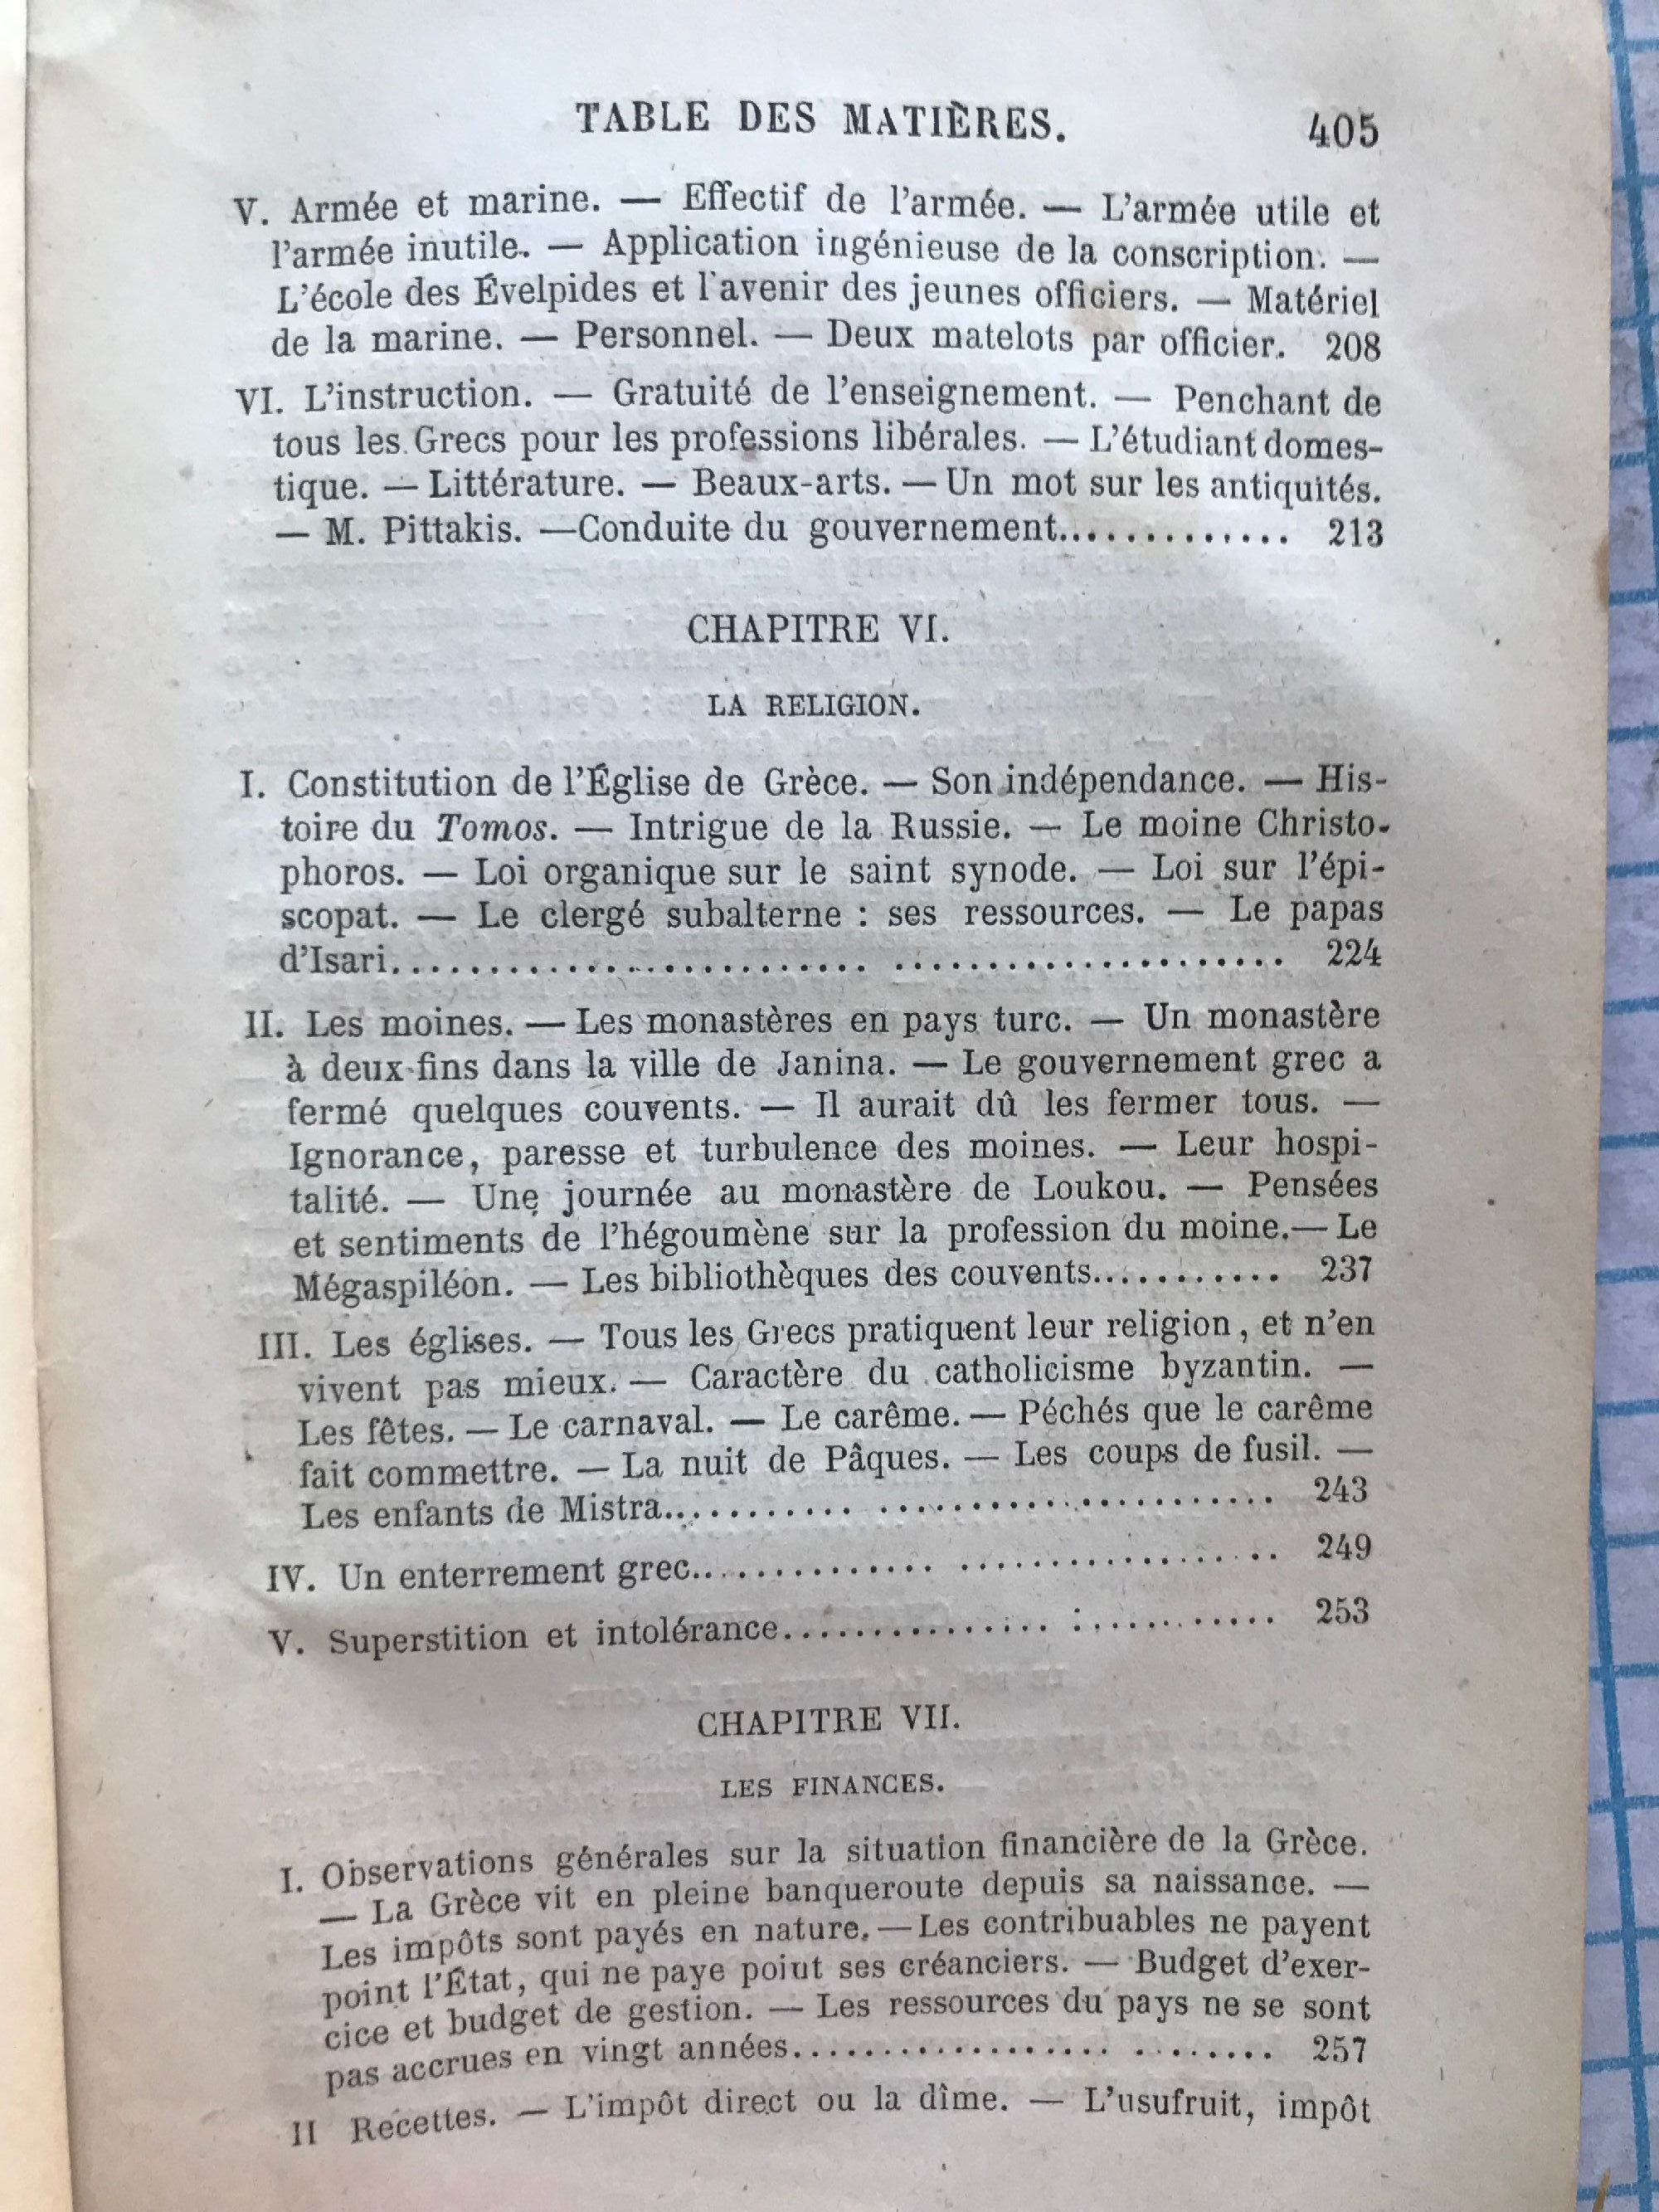 TABLE DES MATIÈRES. 405
V. Armée et marine. — Effectif de l'armée. — L'armée utile et
l'armée inutile. — Application ingénieuse de la conscription. —
L'école des Évelpides et l'avenir des jeunes officiers. — Matériel
de la marine. — Personnel. — Deux matelots par officier. 208
VI. L'instruction. — Gratuité de l'enseignement. — Penchant de
tous les Grecs pour les professions libérales. — L'étudiant domes-
tique. — Littérature. — Beaux-arts. — Un mot sur les antiquités.
— M. Pittakis. — Conduite du gouvernement............. 213
CHAPITRE VI.
LA RELIGION.
I. Constitution de l'Église de Grèce. — Son indépendance. — His-
toire du Tomos. — Intrigue de la Russie. — Le moine Christo-
phoros. — Loi organique sur le saint synode. — Loi sur l'épi-
scopat. — Le clergé subalterne : ses ressources. — Le papas
d'Isari............................................... 224
II. Les moines. — Les monastères en pays turc. — Un monastère
à deux fins dans la ville de Janina. — Le gouvernement grec a
fermé quelques couvents. — Il aurait dû les fermer tous. —
Ignorance, paresse et turbulence des moines. — Leur hospi-
talité. — Une journée au monastère de Loukou. — Pensées
et sentiments de l'hégoumène sur la profession du moine. — Le
Mégaspiléon. — Les bibliothèques des couvents........... 237
III. Les églises. — Tous les Grecs pratiquent leur religion, et n'en
vivent pas mieux. — Caractère du catholicisme byzantin. —
Les fêtes. — Le carnaval. — Le carême. — Péchés que le carême
fait commettre. — La nuit de Pâques. — Les coups de fusil. —
Les enfants de Mistra................................ 243
IV. Un enterrement grec.............................. 249
V. Superstition et intolérance......................... 253
CHAPITRE VII.
LES FINANCES.
I. Observations générales sur la situation financière de la Grèce.
— La Grèce vit en pleine banqueroute depuis sa naissance. —
Les impôts sont payés en nature. — Les contribuables ne payent
point l'État, qui ne paye point ses créanciers. — Budget d'exer-
cice et budget de gestion. — Les ressources du pays ne se sont
pas accrues en vingt années........................... 257
II Recettes. — L'impôt direct ou la dîme. — L'usufruit, impôt